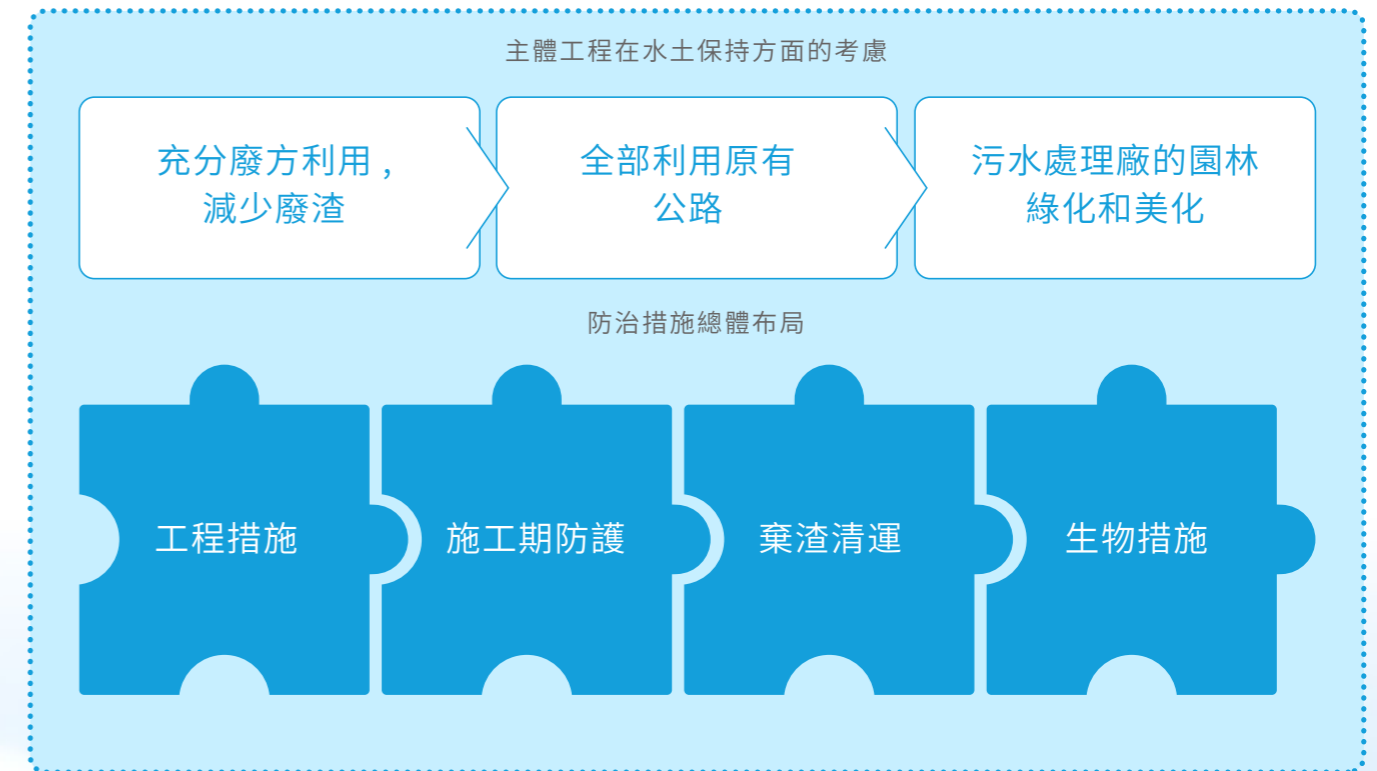 主體工程在水土保持方面的考慮
充分廢方利用，
減少廢渣
全部利用原有
公路
污水處理廠的園林
綠化和美化
防治措施總體布局
工程措施
施工期防護
棄渣清運
生物措施